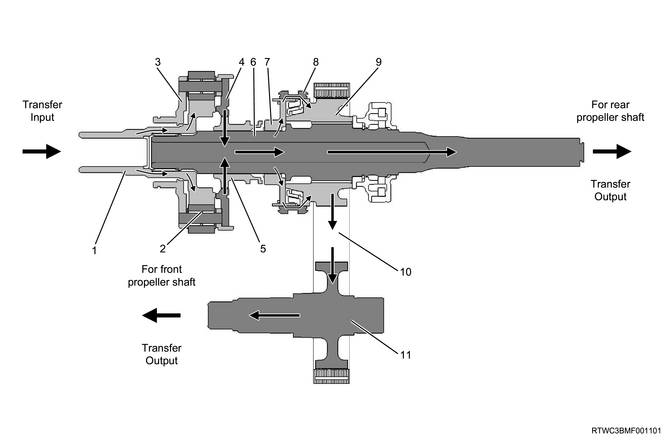 3
4
6
7
8
9
Transfer
Input
For rear
propeller shaft
Transfer
Output
1
2
5
For front
propeller shaft
10
Transfer
Output
11
RTWC3BMF001101